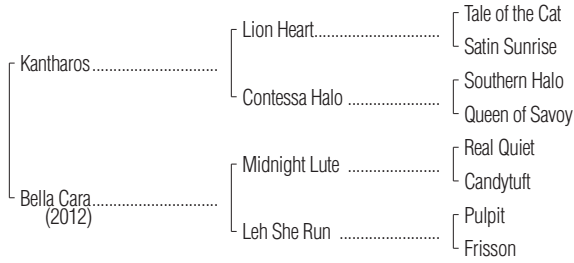 Tale of the Cat
Lion Heart
Satin Sunrise
Kantharos
Southern Halo
Contessa Halo
Queen of Savoy
Real Quiet
Midnight Lute
Candytuft
Bella Cara
(2012)
Pulpit
Leh She Run
Frisson